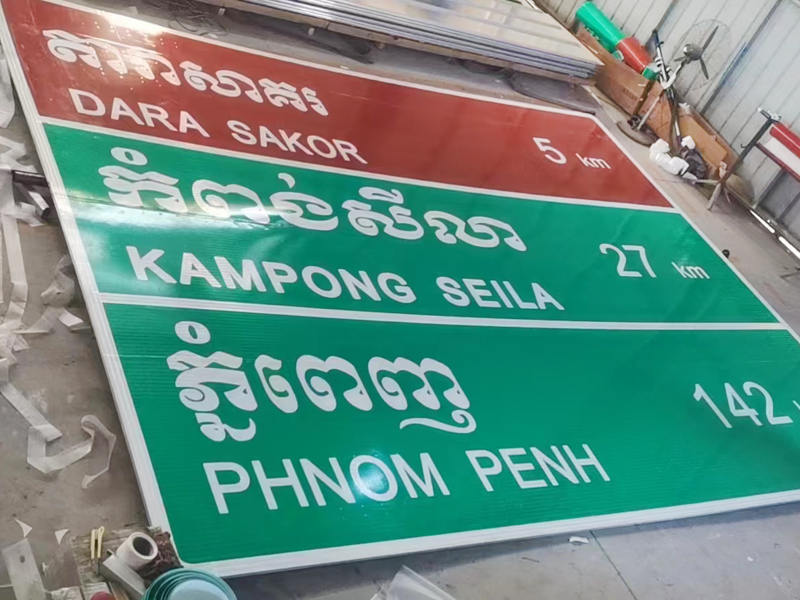 តារាសាគរ
DARA SAKOR 5 km
កំពង់សីលា
KAMPONG SEILA 27 km
ភ្នំពេញ
PHNOM PENH 142